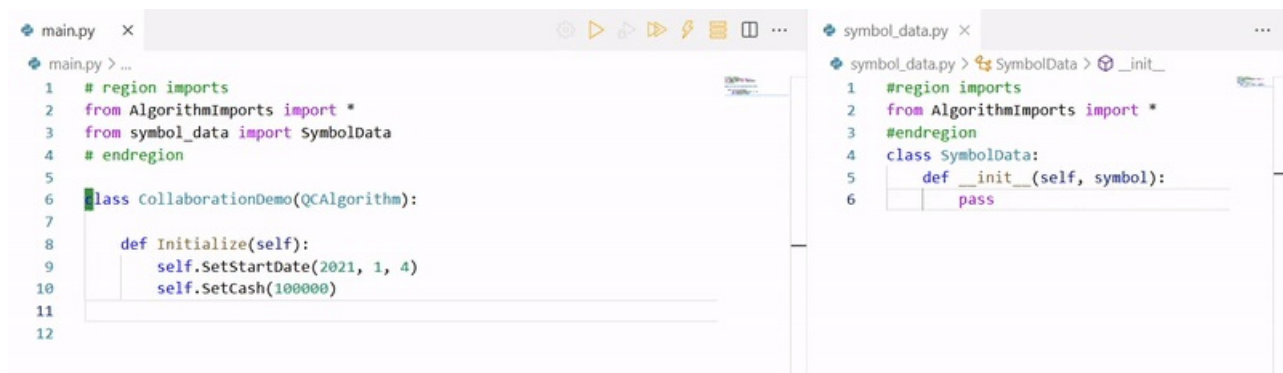 main.py
main.py > ...
1 # region imports
2 from AlgorithmImports import *
3 from symbol_data import SymbolData
4 # endregion
5
6 class CollaborationDemo(QCAlgorithm):
7
8     def Initialize(self):
9         self.SetStartDate(2021, 1, 4)
10         self.SetCash(100000)
11
12
symbol_data.py
symbol_data.py > SymbolData > __init__
1 #region imports
2 from AlgorithmImports import *
3 #endregion
4 class SymbolData:
5     def __init__(self, symbol):
6         pass